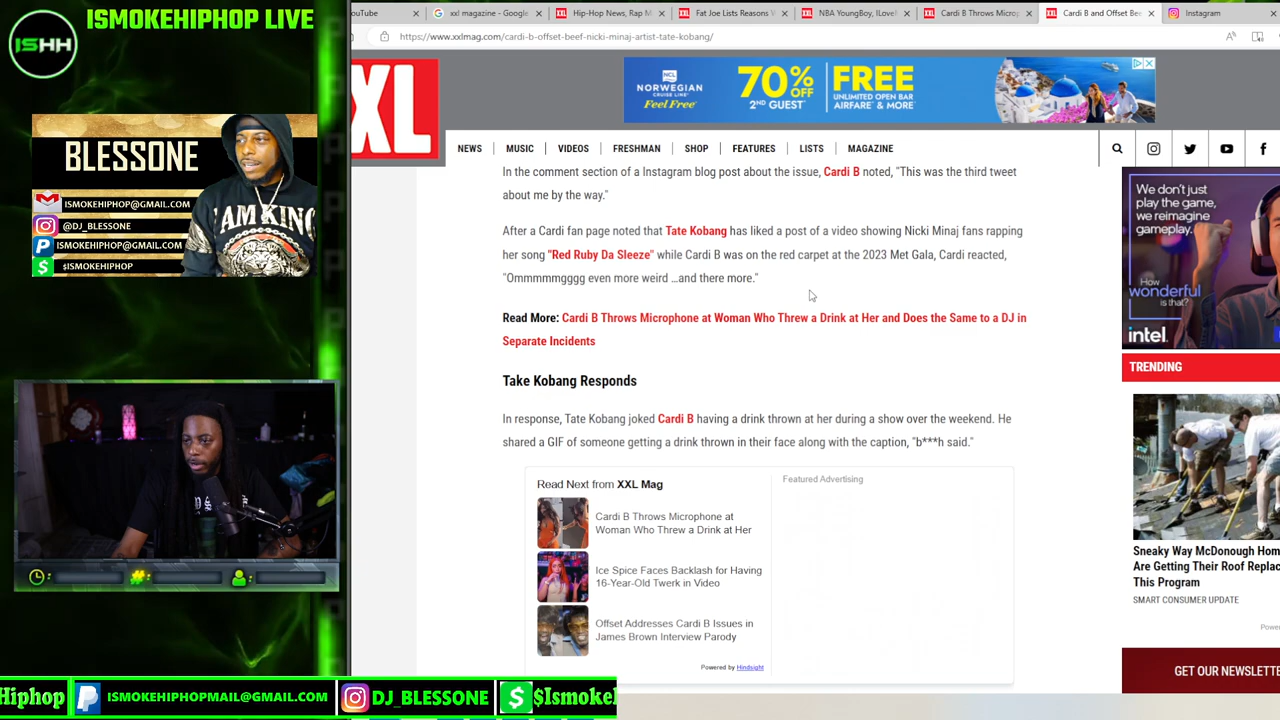 ISMOKEHIPHOP LIVE
ISHH
BLESSONE
ISMOKEHIPHOP@GMAIL.COM
@DJ_BLESSONE
ISMOKEHIPHOP@GMAIL.COM
$ISMOKEHIPHOP
I AM KING
#:
ouTube
xxl magazine - Google
Hip-Hop News, Rap M
Fat Joe Lists Reasons W
NBA YoungBoy, ILoveI
Cardi B Throws Microp
Cardi B and Offset Bee
Instagram
https://www.xxlmag.com/cardi-b-offset-beef-nicki-minaj-artist-tate-kobang/
XL
NCL
NORWEGIAN
CRUISE LINE
Feel Free
70% OFF
2ND GUEST
FREE
UNLIMITED OPEN BAR
AIRFARE & MORE
NEWS
MUSIC
VIDEOS
FRESHMAN
SHOP
FEATURES
LISTS
MAGAZINE
In the comment section of a Instagram blog post about the issue, Cardi B noted, "This was the third tweet
about me by the way."
After a Cardi fan page noted that Tate Kobang has liked a post of a video showing Nicki Minaj fans rapping
her song "Red Ruby Da Sleeze" while Cardi B was on the red carpet at the 2023 Met Gala, Cardi reacted,
"Ommmmmgggg even more weird …and there more."
Read More: Cardi B Throws Microphone at Woman Who Threw a Drink at Her and Does the Same to a DJ in
Separate Incidents
Take Kobang Responds
In response, Tate Kobang joked Cardi B having a drink thrown at her during a show over the weekend. He
shared a GIF of someone getting a drink thrown in their face along with the caption, "b***h said."
Read Next from XXL Mag
Cardi B Throws Microphone at
Woman Who Threw a Drink at Her
Ice Spice Faces Backlash for Having
16-Year-Old Twerk in Video
Offset Addresses Cardi B Issues in
James Brown Interview Parody
Powered by Hindsight
Featured Advertising
We don't just
play the game,
we reimagine
gameplay.
How
wonderful
is that?
intel
TRENDING
Sneaky Way McDonough Hom
Are Getting Their Roof Replac
This Program
SMART CONSUMER UPDATE
Powe
GET OUR NEWSLETTE
Hiphop
ISMOKEHIPHOPMAIL@GMAIL.COM
DJ_BLESSONE
$IsmokeI